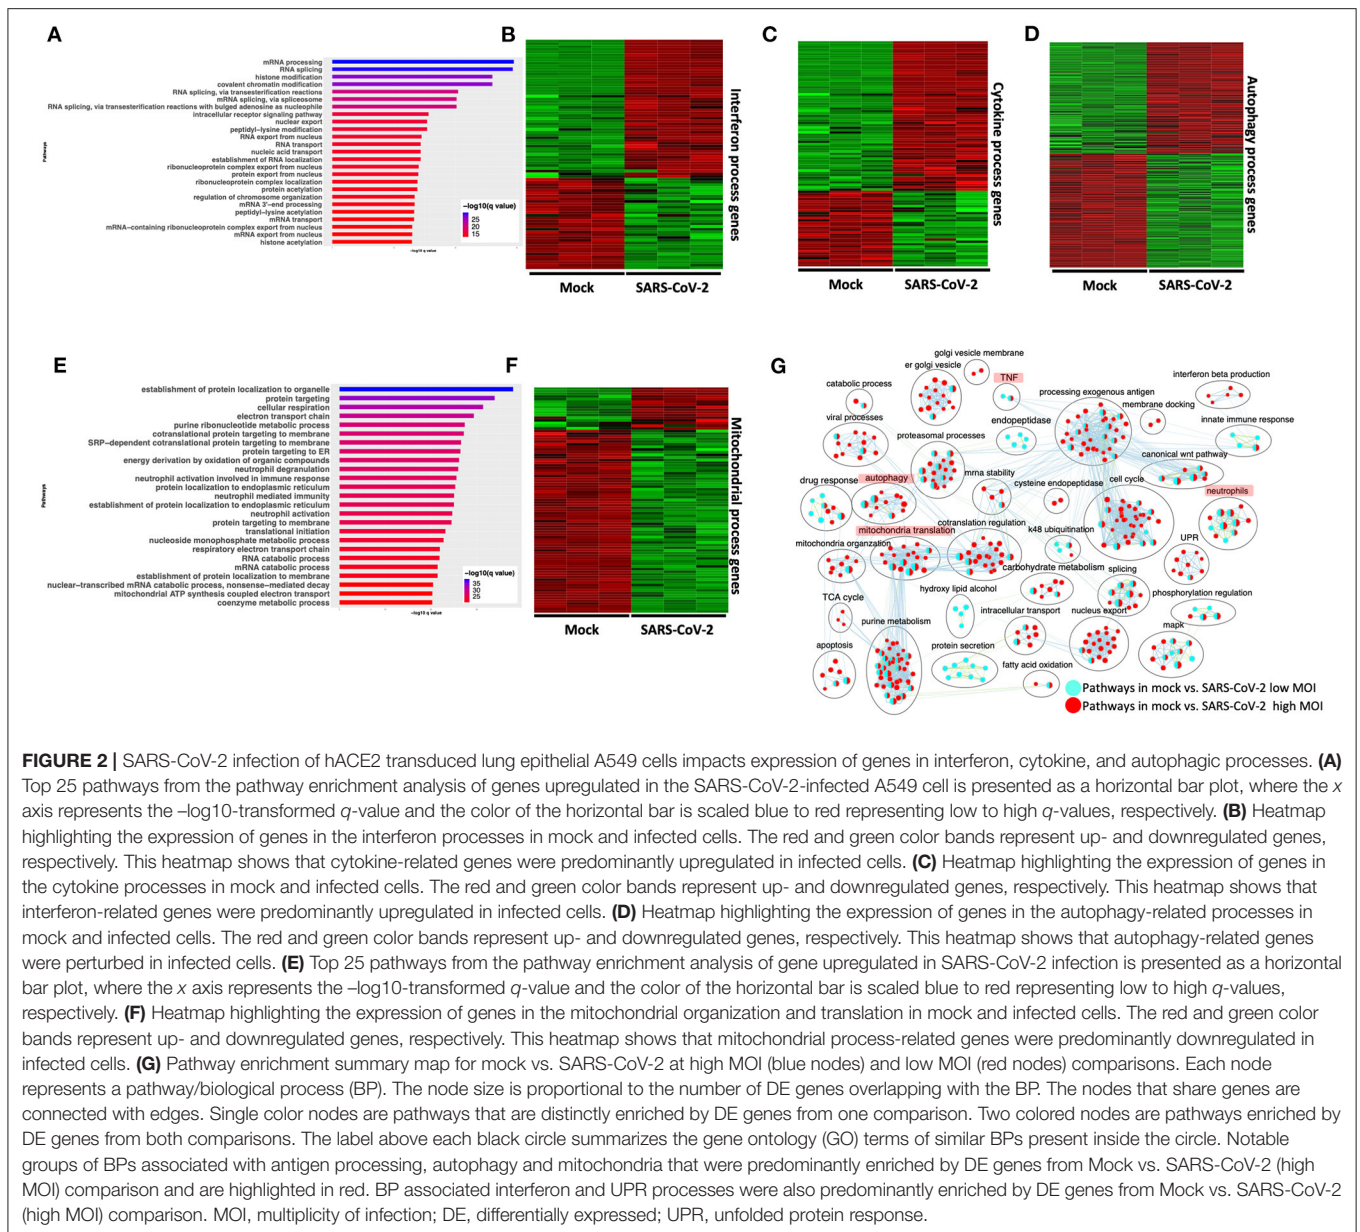 A
mRNA processing
RNA splicing
histone modification
covalent chromatin modification
RNA splicing, via transesterification reactions
mRNA splicing, via spliceosome
RNA splicing, via transesterification reactions with bulged adenosine as nucleophile
intracellular receptor signaling pathway
nuclear export
peptidyl−lysine modification
RNA export from nucleus
RNA transport
nucleic acid transport
establishment of RNA localization
ribonucleoprotein complex export from nucleus
protein export from nucleus
ribonucleoprotein complex localization
protein acetylation
regulation of chromosome organization
mRNA 3'−end processing
peptidyl−lysine acetylation
mRNA transport
mRNA−containing ribonucleoprotein complex export from nucleus
mRNA export from nucleus
histone acetylation
Pathways
−log10 q value
−log10(q value)
25
20
15
B
Interferon process genes
Mock
SARS-CoV-2
C
Cytokine process genes
Mock
SARS-CoV-2
D
Autophagy process genes
Mock
SARS-CoV-2
E
establishment of protein localization to organelle
protein targeting
cellular respiration
electron transport chain
purine ribonucleotide metabolic process
cotranslational protein targeting to membrane
SRP−dependent cotranslational protein targeting to membrane
protein targeting to ER
energy derivation by oxidation of organic compounds
neutrophil degranulation
neutrophil activation involved in immune response
protein localization to endoplasmic reticulum
neutrophil mediated immunity
establishment of protein localization to endoplasmic reticulum
neutrophil activation
protein targeting to membrane
translational initiation
nucleoside monophosphate metabolic process
respiratory electron transport chain
RNA catabolic process
mRNA catabolic process
establishment of protein localization to membrane
nuclear−transcribed mRNA catabolic process, nonsense−mediated decay
mitochondrial ATP synthesis coupled electron transport
coenzyme metabolic process
Pathways
−log10 q value
−log10(q value)
35
30
25
F
Mitochondrial process genes
Mock
SARS-CoV-2
G
golgi vesicle membrane
er golgi vesicle
TNF
processing exogenous antigen
interferon beta production
catabolic process
membrane docking
viral processes
endopeptidase
innate immune response
proteasomal processes
canonical wnt pathway
drug response
autophagy
mrna stability
cysteine endopeptidase
cell cycle
neutrophils
mitochondria translation
cotranslation regulation
k48 ubiquitination
mitochondria organzation
UPR
carbohydrate metabolism
splicing
TCA cycle
hydroxy lipid alcohol
phosphorylation regulation
intracellular transport
nucleus export
purine metabolism
mapk
apoptosis
protein secretion
fatty acid oxidation
Pathways in mock vs. SARS-CoV-2 low MOI
Pathways in mock vs. SARS-CoV-2 high MOI
FIGURE 2 | SARS-CoV-2 infection of hACE2 transduced lung epithelial A549 cells impacts expression of genes in interferon, cytokine, and autophagic processes. (A)
Top 25 pathways from the pathway enrichment analysis of genes upregulated in the SARS-CoV-2-infected A549 cell is presented as a horizontal bar plot, where the x
axis represents the –log10-transformed q-value and the color of the horizontal bar is scaled blue to red representing low to high q-values, respectively. (B) Heatmap
highlighting the expression of genes in the interferon processes in mock and infected cells. The red and green color bands represent up- and downregulated genes,
respectively. This heatmap shows that cytokine-related genes were predominantly upregulated in infected cells. (C) Heatmap highlighting the expression of genes in
the cytokine processes in mock and infected cells. The red and green color bands represent up- and downregulated genes, respectively. This heatmap shows that
interferon-related genes were predominantly upregulated in infected cells. (D) Heatmap highlighting the expression of genes in the autophagy-related processes in
mock and infected cells. The red and green color bands represent up- and downregulated genes, respectively. This heatmap shows that autophagy-related genes
were perturbed in infected cells. (E) Top 25 pathways from the pathway enrichment analysis of gene upregulated in SARS-CoV-2 infection is presented as a horizontal
bar plot, where the x axis represents the –log10-transformed q-value and the color of the horizontal bar is scaled blue to red representing low to high q-values,
respectively. (F) Heatmap highlighting the expression of genes in the mitochondrial organization and translation in mock and infected cells. The red and green color
bands represent up- and downregulated genes, respectively. This heatmap shows that mitochondrial process-related genes were predominantly downregulated in
infected cells. (G) Pathway enrichment summary map for mock vs. SARS-CoV-2 at high MOI (blue nodes) and low MOI (red nodes) comparisons. Each node
represents a pathway/biological process (BP). The node size is proportional to the number of DE genes overlapping with the BP. The nodes that share genes are
connected with edges. Single color nodes are pathways that are distinctly enriched by DE genes from one comparison. Two colored nodes are pathways enriched by
DE genes from both comparisons. The label above each black circle summarizes the gene ontology (GO) terms of similar BPs present inside the circle. Notable
groups of BPs associated with antigen processing, autophagy and mitochondria that were predominantly enriched by DE genes from Mock vs. SARS-CoV-2 (high
MOI) comparison and are highlighted in red. BP associated interferon and UPR processes were also predominantly enriched by DE genes from Mock vs. SARS-CoV-2
(high MOI) comparison. MOI, multiplicity of infection; DE, differentially expressed; UPR, unfolded protein response.